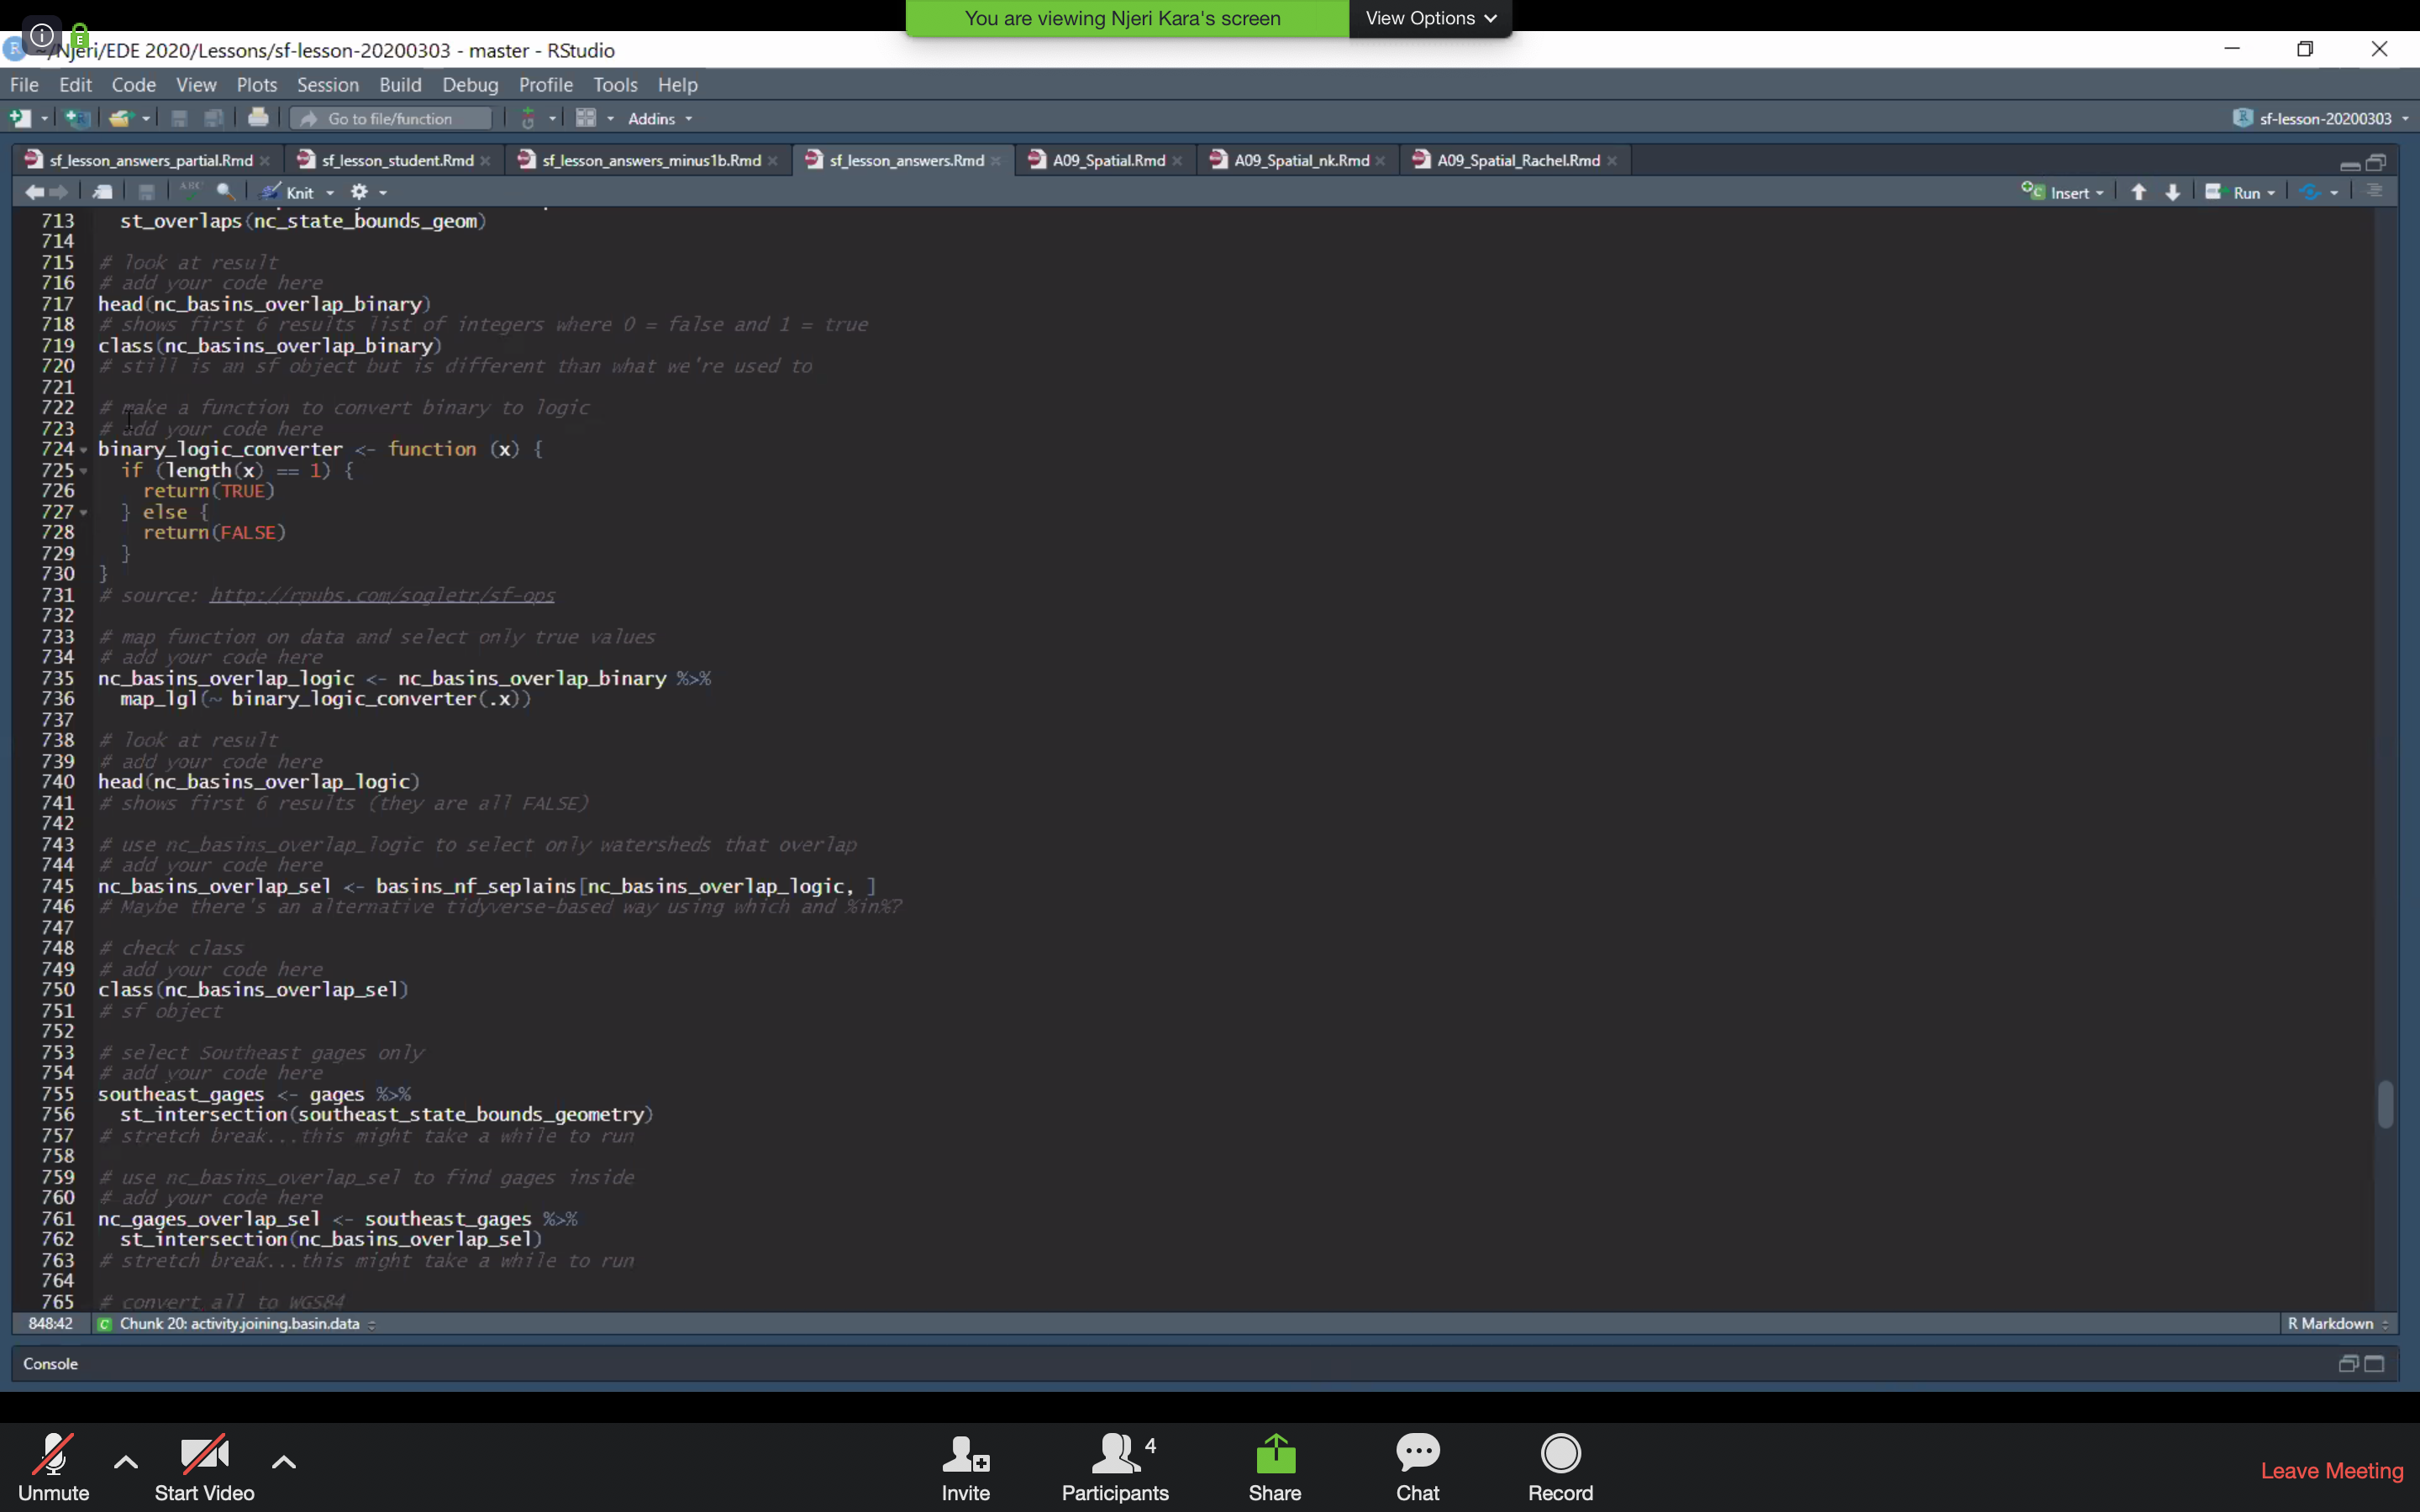 You are viewing Njeri Kara's screen View Options
~/Njeri/EDE 2020/Lessons/sf-lesson-20200303 - master - RStudio
File Edit Code View Plots Session Build Debug Profile Tools Help
Go to file/function Addins sf-lesson-20200303
sf_lesson_answers_partial.Rmd sf_lesson_student.Rmd sf_lesson_answers_minus1b.Rmd sf_lesson_answers.Rmd A09_Spatial.Rmd A09_Spatial_nk.Rmd A09_Spatial_Rachel.Rmd
ABC Knit Insert Run
713 st_overlaps(nc_state_bounds_geom)
714
715 # look at result
716 # add your code here
717 head(nc_basins_overlap_binary)
718 # shows first 6 results list of integers where 0 = false and 1 = true
719 class(nc_basins_overlap_binary)
720 # still is an sf object but is different than what we're used to
721
722 # make a function to convert binary to logic
723 # add your code here
724 binary_logic_converter <- function (x) {
725 if (length(x) == 1) {
726 return(TRUE)
727 } else {
728 return(FALSE)
729 }
730 }
731 # source: http://rpubs.com/sogletr/sf-ops
732
733 # map function on data and select only true values
734 # add your code here
735 nc_basins_overlap_logic <- nc_basins_overlap_binary %>%
736 map_lgl(~ binary_logic_converter(.x))
737
738 # look at result
739 # add your code here
740 head(nc_basins_overlap_logic)
741 # shows first 6 results (they are all FALSE)
742
743 # use nc_basins_overlap_logic to select only watersheds that overlap
744 # add your code here
745 nc_basins_overlap_sel <- basins_nf_seplains[nc_basins_overlap_logic, ]
746 # Maybe there's an alternative tidyverse-based way using which and %in%?
747
748 # check class
749 # add your code here
750 class(nc_basins_overlap_sel)
751 # sf object
752
753 # select Southeast gages only
754 # add your code here
755 southeast_gages <- gages %>%
756 st_intersection(southeast_state_bounds_geometry)
757 # stretch break...this might take a while to run
758
759 # use nc_basins_overlap_sel to find gages inside
760 # add your code here
761 nc_gages_overlap_sel <- southeast_gages %>%
762 st_intersection(nc_basins_overlap_sel)
763 # stretch break...this might take a while to run
764
765 # convert all to WGS84
848:42 C Chunk 20: activity.joining.basin.data R Markdown
Console
4
Unmute Start Video Invite Participants Share Chat Record Leave Meeting